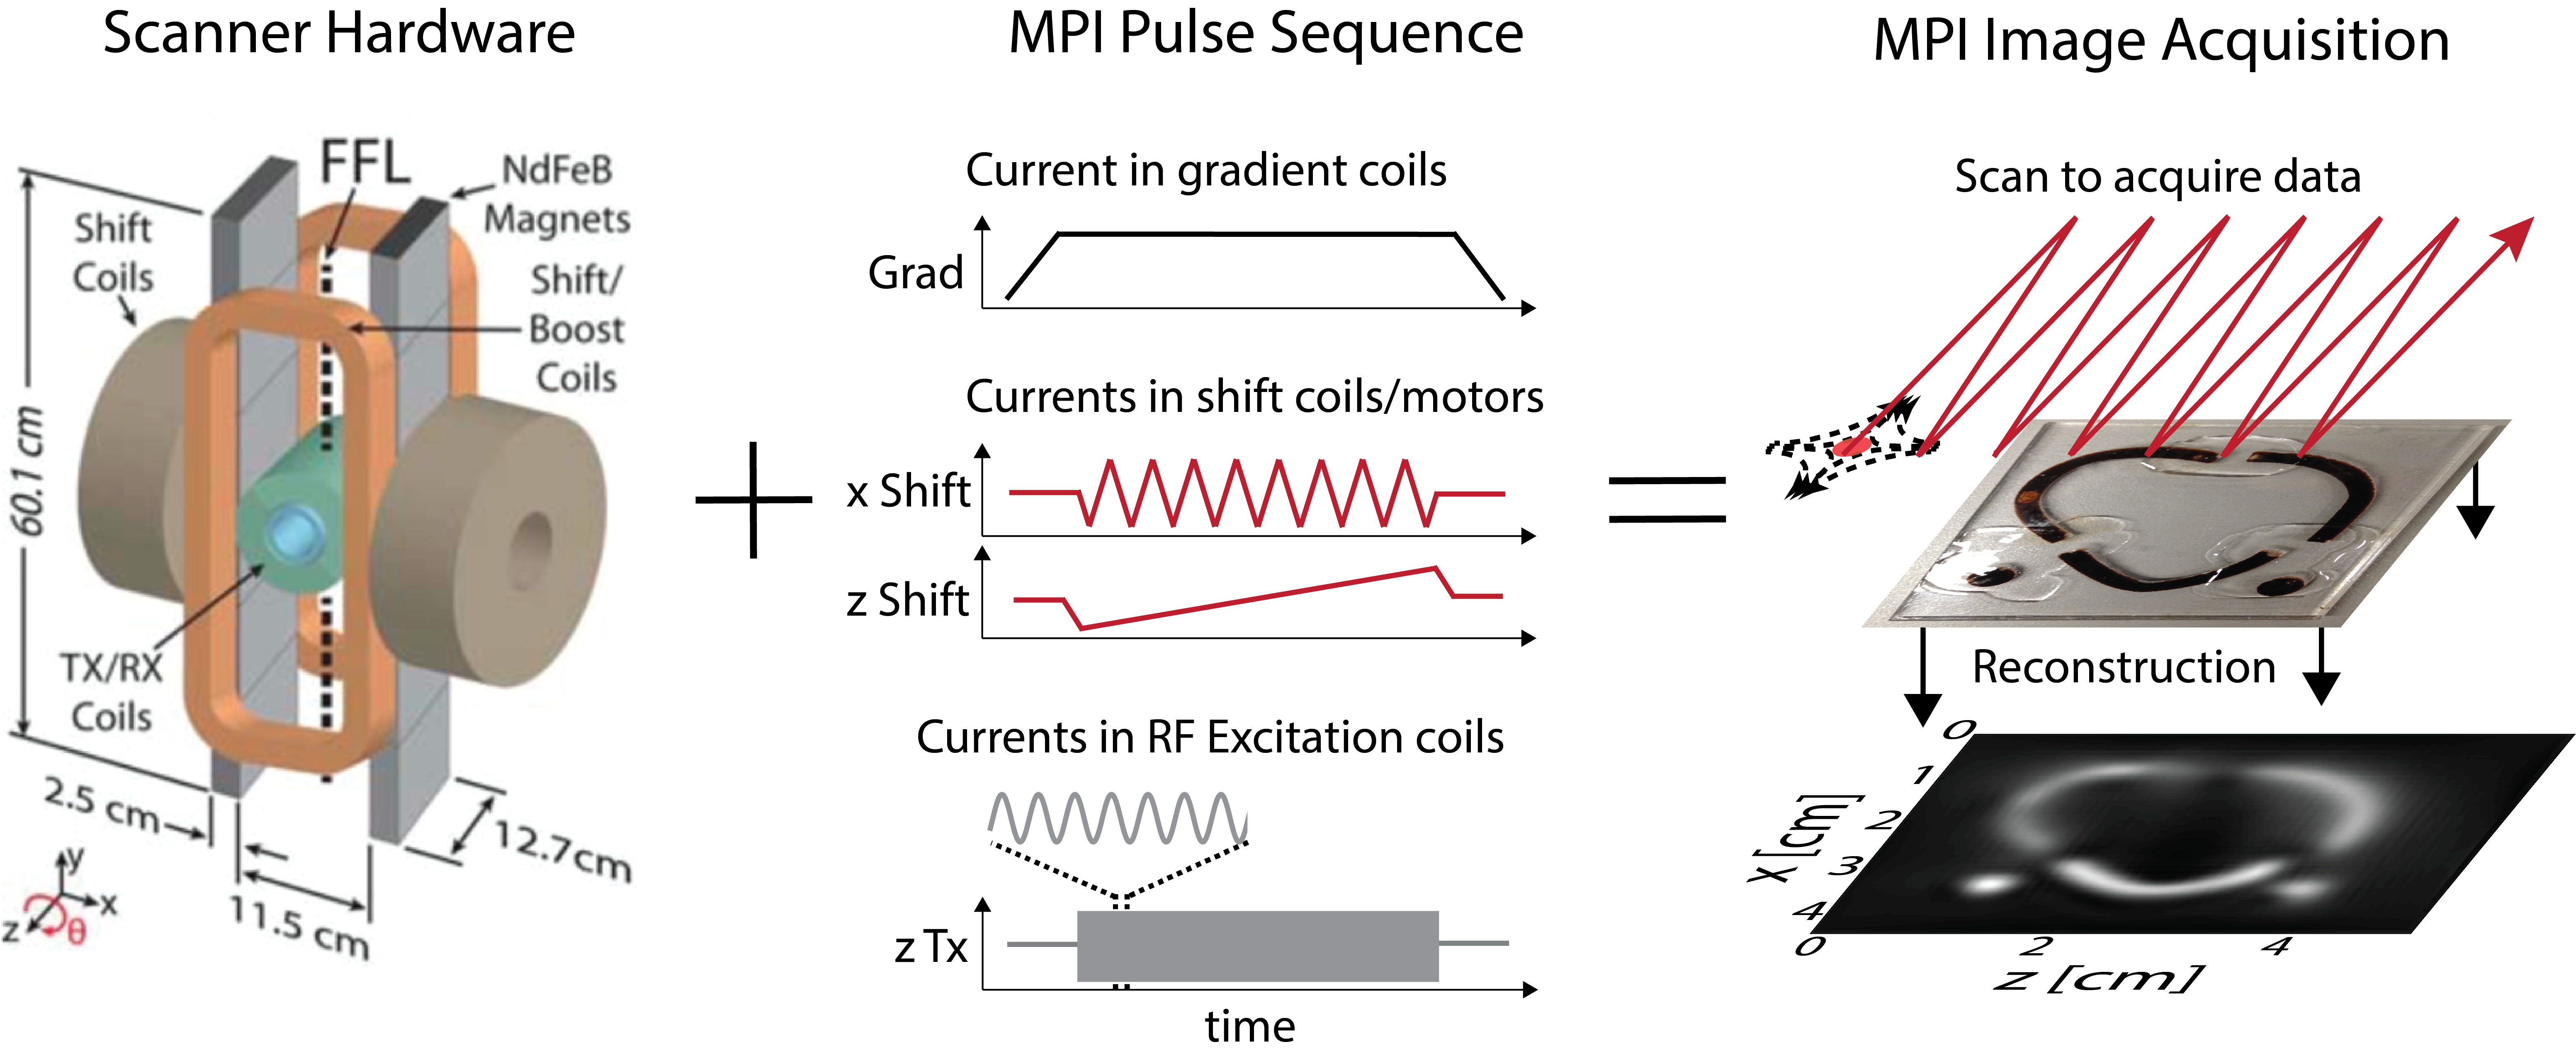 Scanner Hardware
MPI Pulse Sequence
MPI Image Acquisition
FFL
NdFeB
Magnets
Shift
Coils
Shift/
Boost
Coils
60.1 cm
TX/RX
Coils
2.5 cm
12.7cm
11.5 cm
y
x
z
θ
Current in gradient coils
Grad
Currents in shift coils/motors
x Shift
z Shift
Currents in RF Excitation coils
z Tx
time
Scan to acquire data
Reconstruction
0
1
2
3
4
x [cm]
0
2
4
z [cm]